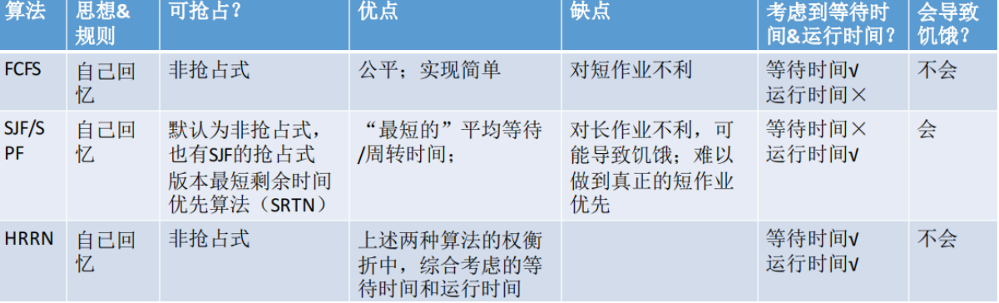 算法 思想& 可抢占？ 优点 缺点 考虑到等待时 会导致
规则 间&运行时间？ 饥饿？
FCFS 自己回 非抢占式 公平；实现简单 对短作业不利 等待时间√ 不会
忆 运行时间×
SJF/S 自己回 默认为非抢占式， “最短的”平均等待 对长作业不利，可 等待时间× 会
PF 忆 也有SJF的抢占式 /周转时间； 能导致饥饿；难以 运行时间√
版本最短剩余时间 做到真正的短作业
优先算法（SRTN） 优先
HRRN 自己回 非抢占式 上述两种算法的权衡 等待时间√ 不会
忆 折中，综合考虑的等 运行时间√
待时间和运行时间